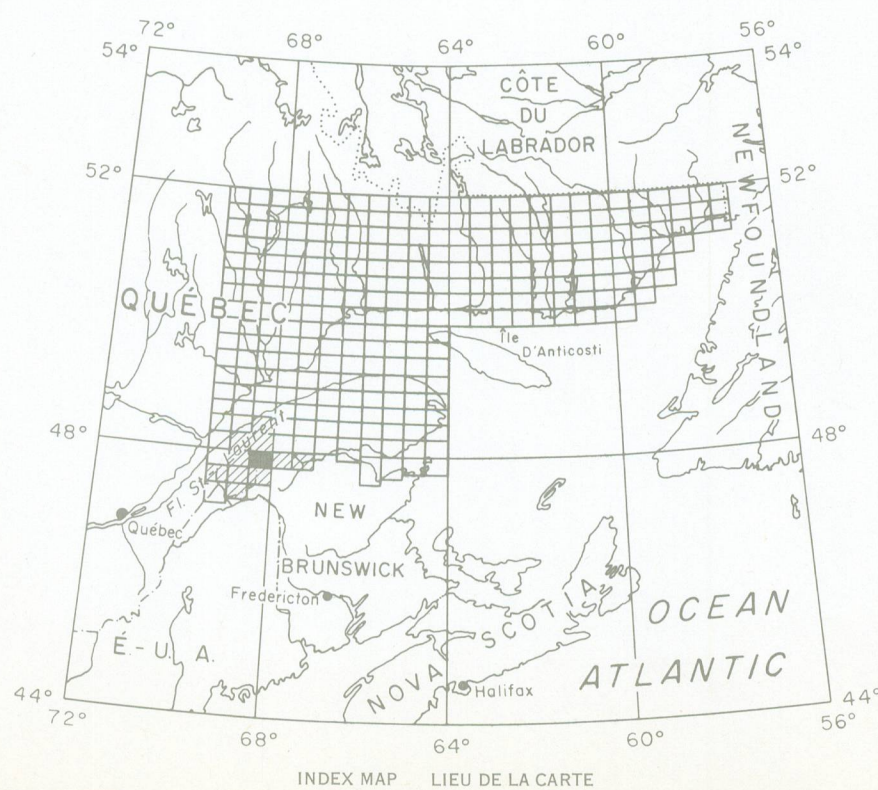 72°
68°
64°
60°
56°
54°
54°
CÔTE
DU
LABRADOR
52°
52°
NEWFOUNDLAND
QUÉBEC
Île
D'Anticosti
48°
48°
Fl. St. Laurent
Québec
NEW
BRUNSWICK
Fredericton
É.-U. A.
NOVA SCOTIA
Halifax
OCEAN
ATLANTIC
44°
44°
72°
68°
64°
60°
56°
INDEX MAP LIEU DE LA CARTE